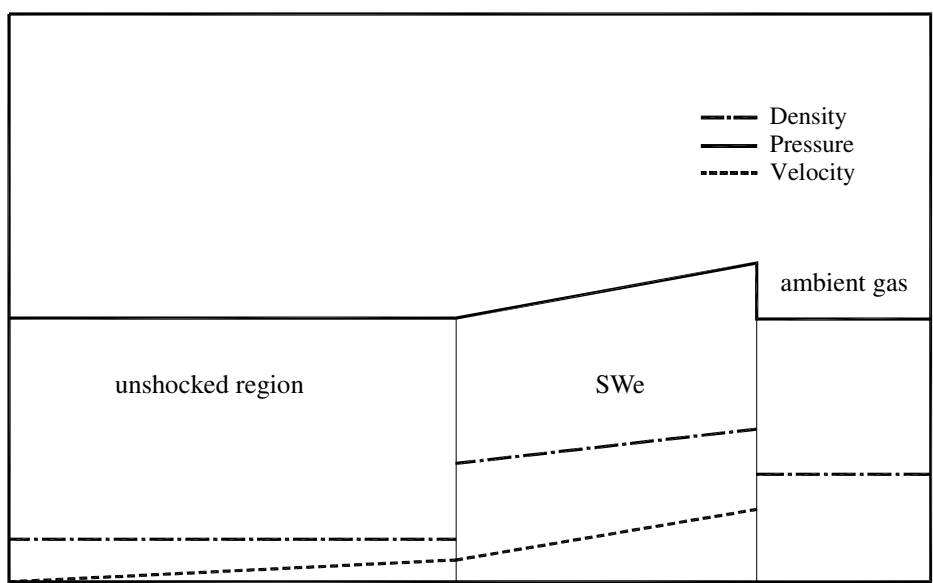 Density
Pressure
Velocity
ambient gas
unshocked region
SWe